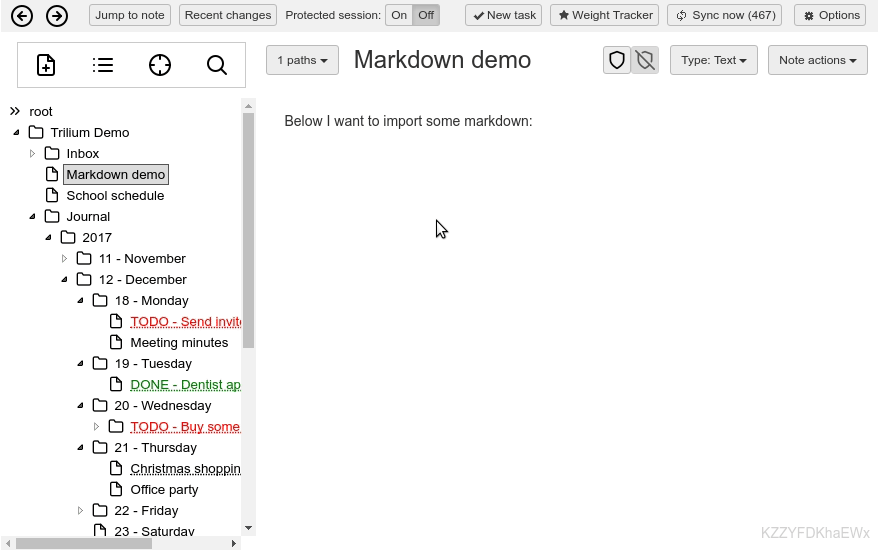 Jump to note Recent changes Protected session: On Off New task Weight Tracker Sync now (467) Options
1 paths Markdown demo Type: Text Note actions
root
Trilium Demo
Inbox
Markdown demo
School schedule
Journal
2017
11 - November
12 - December
18 - Monday
TODO - Send invit
Meeting minutes
19 - Tuesday
DONE - Dentist ap
20 - Wednesday
TODO - Buy some
21 - Thursday
Christmas shoppin
Office party
22 - Friday
23 - Saturday
Below I want to import some markdown:
KZZYFDKhaEWx